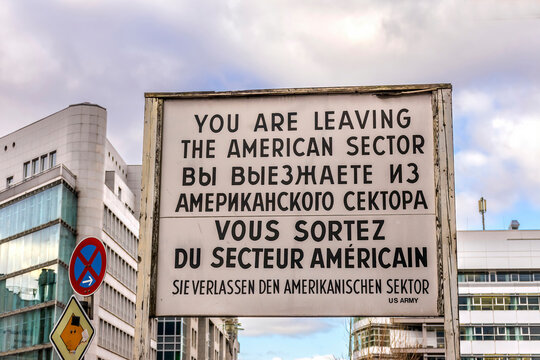 YOU ARE LEAVING
THE AMERICAN SECTOR
ВЫ ВЫЕЗЖАЕТЕ ИЗ
АМЕРИКАНСКОГО СЕКТОРА
VOUS SORTEZ
DU SECTEUR AMÉRICAIN
SIE VERLASSEN DEN AMERIKANISCHEN SEKTOR
US ARMY